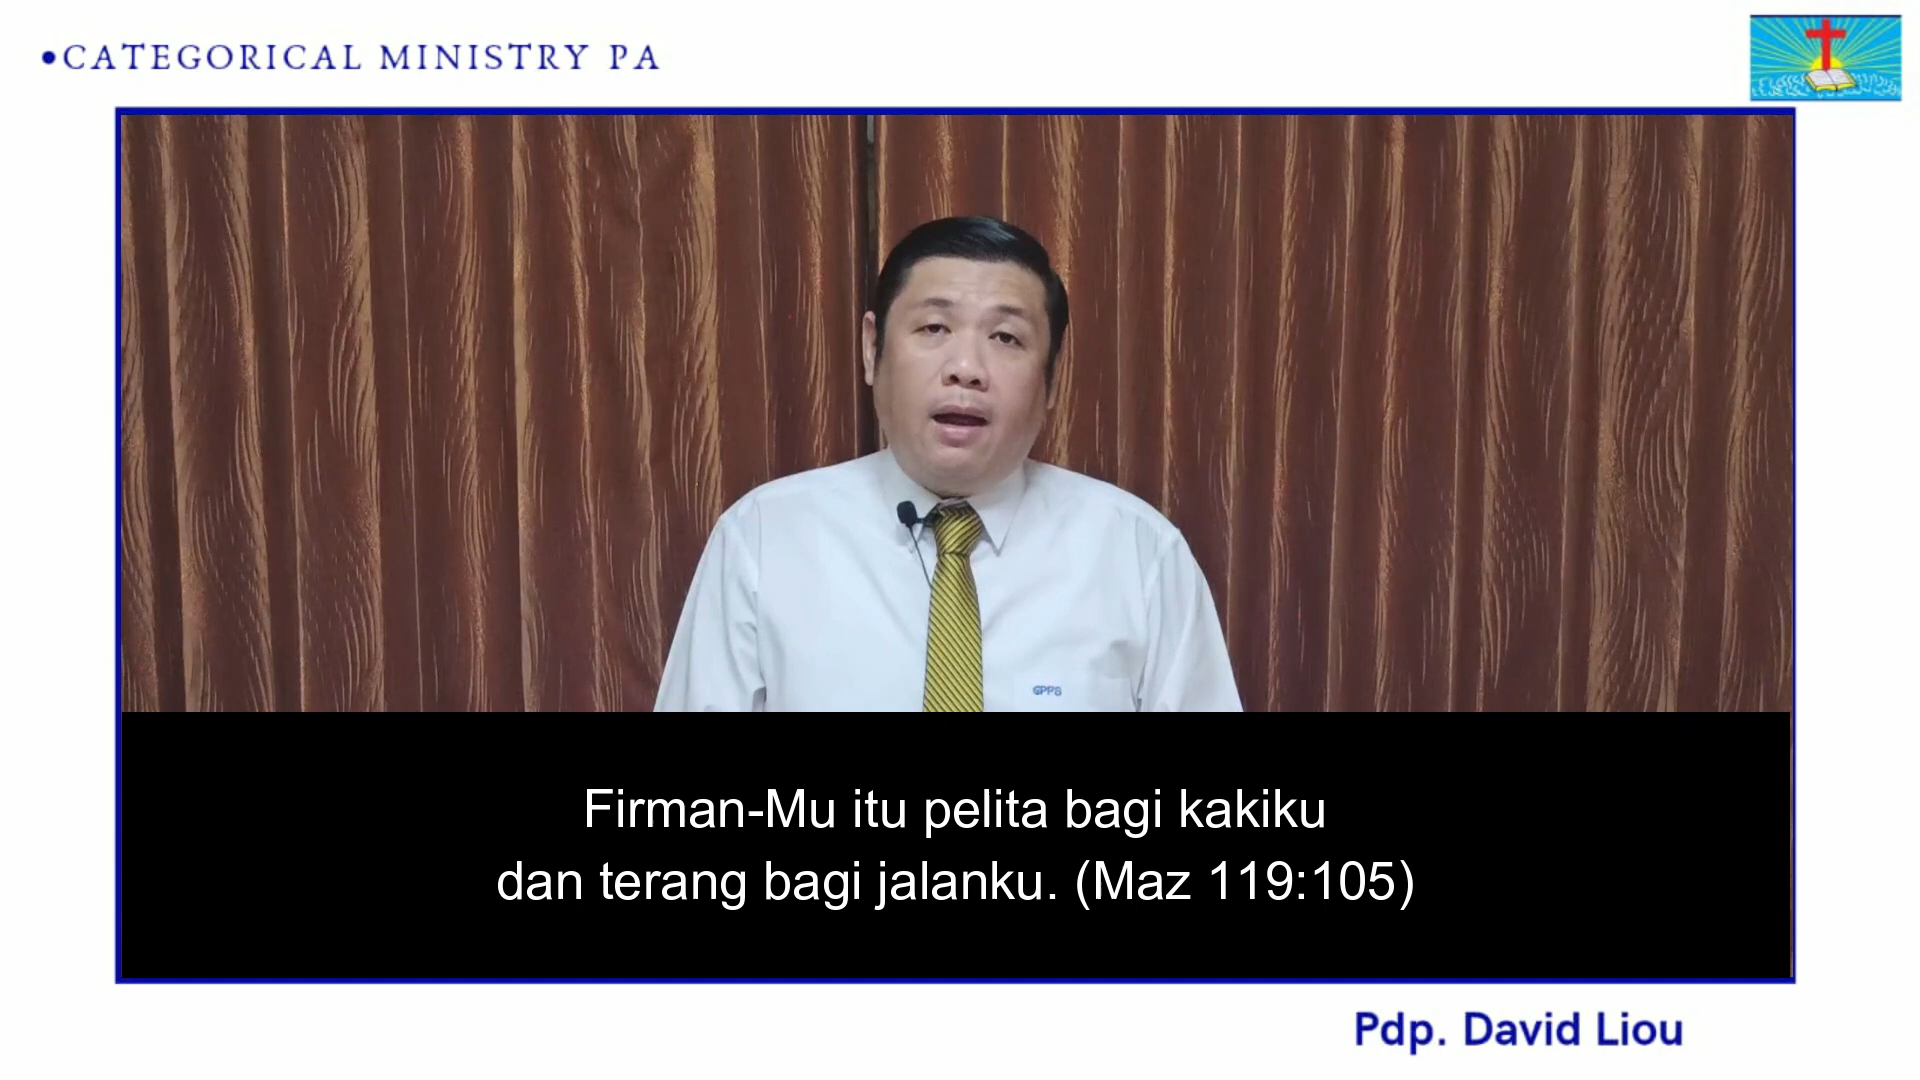 •CATEGORICAL MINISTRY PA
GPPS
Firman-Mu itu pelita bagi kakiku
dan terang bagi jalanku. (Maz 119:105)
Pdp. David Liou